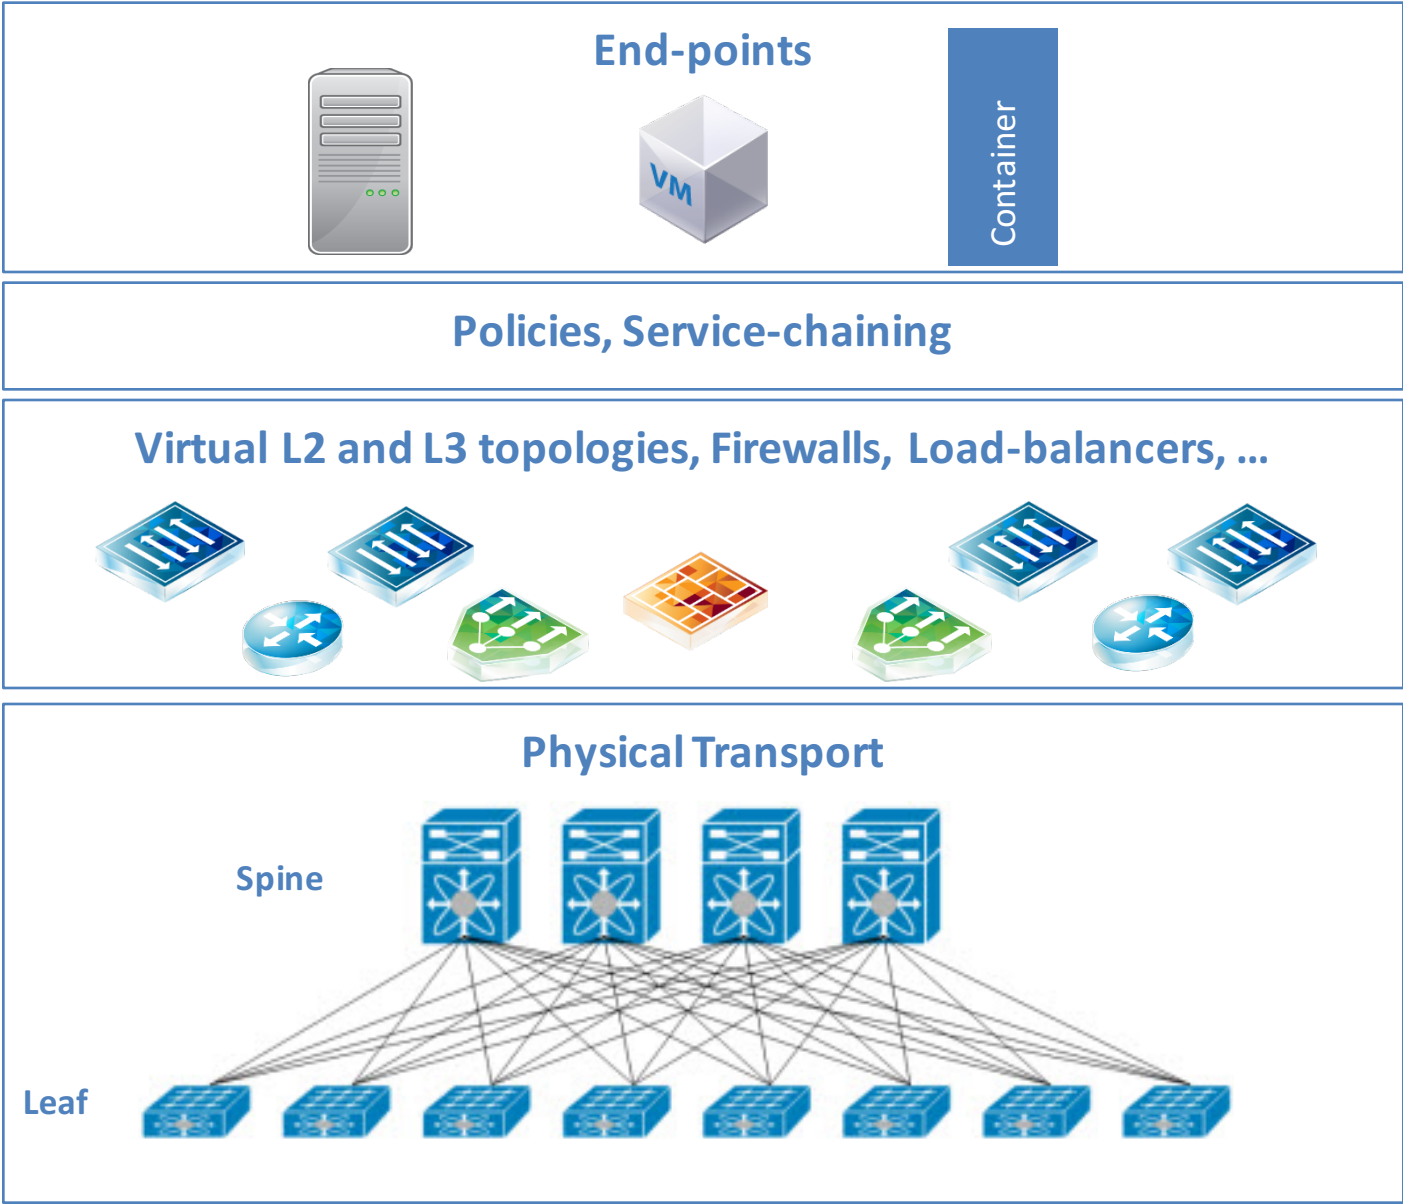 End-points
VM
Container
Policies, Service-chaining
Virtual L2 and L3 topologies, Firewalls, Load-balancers, ...
Physical Transport
Spine
Leaf